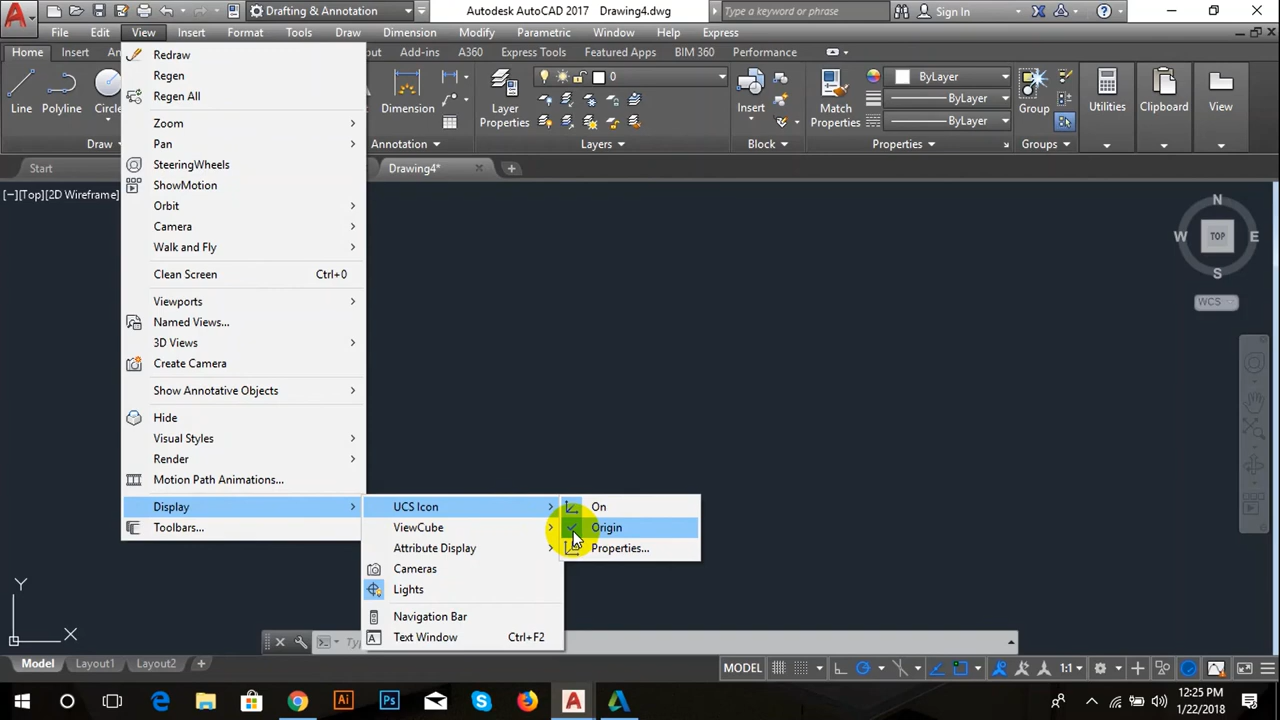 Drafting & Annotation
Autodesk AutoCAD 2017 Drawing4.dwg
Type a keyword or phrase
Sign In
File Edit View Insert Format Tools Draw Dimension Modify Parametric Window Help Express
Home Insert Add-ins A360 Express Tools Featured Apps BIM 360 Performance
Line
Polyline
Circle
Dimension
Layer
Properties
0
Insert
Match
Properties
ByLayer
ByLayer
ByLayer
Group
Utilities
Clipboard
View
Draw
Annotation
Layers
Block
Properties
Groups
Start
Drawing4*
[−][Top][2D Wireframe]
Redraw
Regen
Regen All
Zoom
Pan
SteeringWheels
ShowMotion
Orbit
Camera
Walk and Fly
Clean Screen Ctrl+0
Viewports
Named Views...
3D Views
Create Camera
Show Annotative Objects
Hide
Visual Styles
Render
Motion Path Animations...
Display
Toolbars...
UCS Icon
ViewCube
Attribute Display
Cameras
Lights
Navigation Bar
Text Window Ctrl+F2
On
Origin
Properties...
N
W TOP E
S
WCS
Y
X
Model Layout1 Layout2
MODEL
1:1
Ai
Ps
12:25 PM
1/22/2018